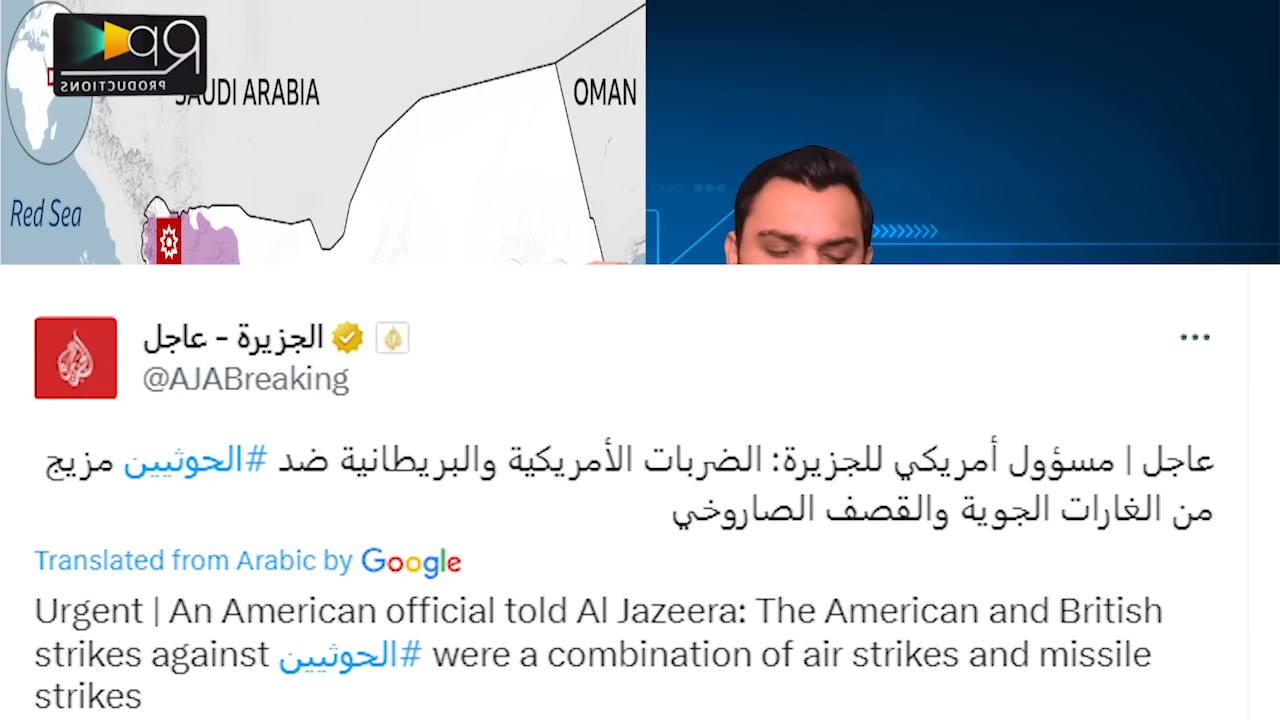 PRODUCTIONS
SAUDI ARABIA
OMAN
Red Sea
الجزيرة - عاجل
@AJABreaking
عاجل | مسؤول أمريكي للجزيرة: الضربات الأمريكية والبريطانية ضد #الحوثيين مزيج
من الغارات الجوية والقصف الصاروخي
Translated from Arabic by Google
Urgent | An American official told Al Jazeera: The American and British
strikes against #الحوثيين were a combination of air strikes and missile
strikes